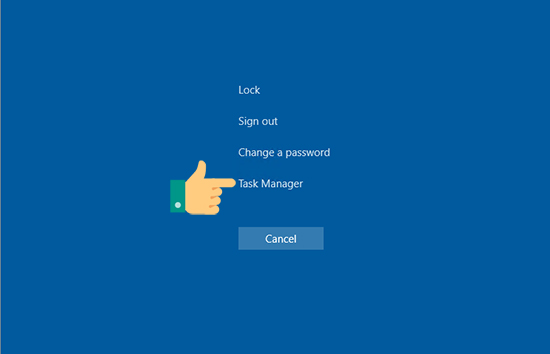 Lock
Sign out
Change a password
Task Manager
Cancel